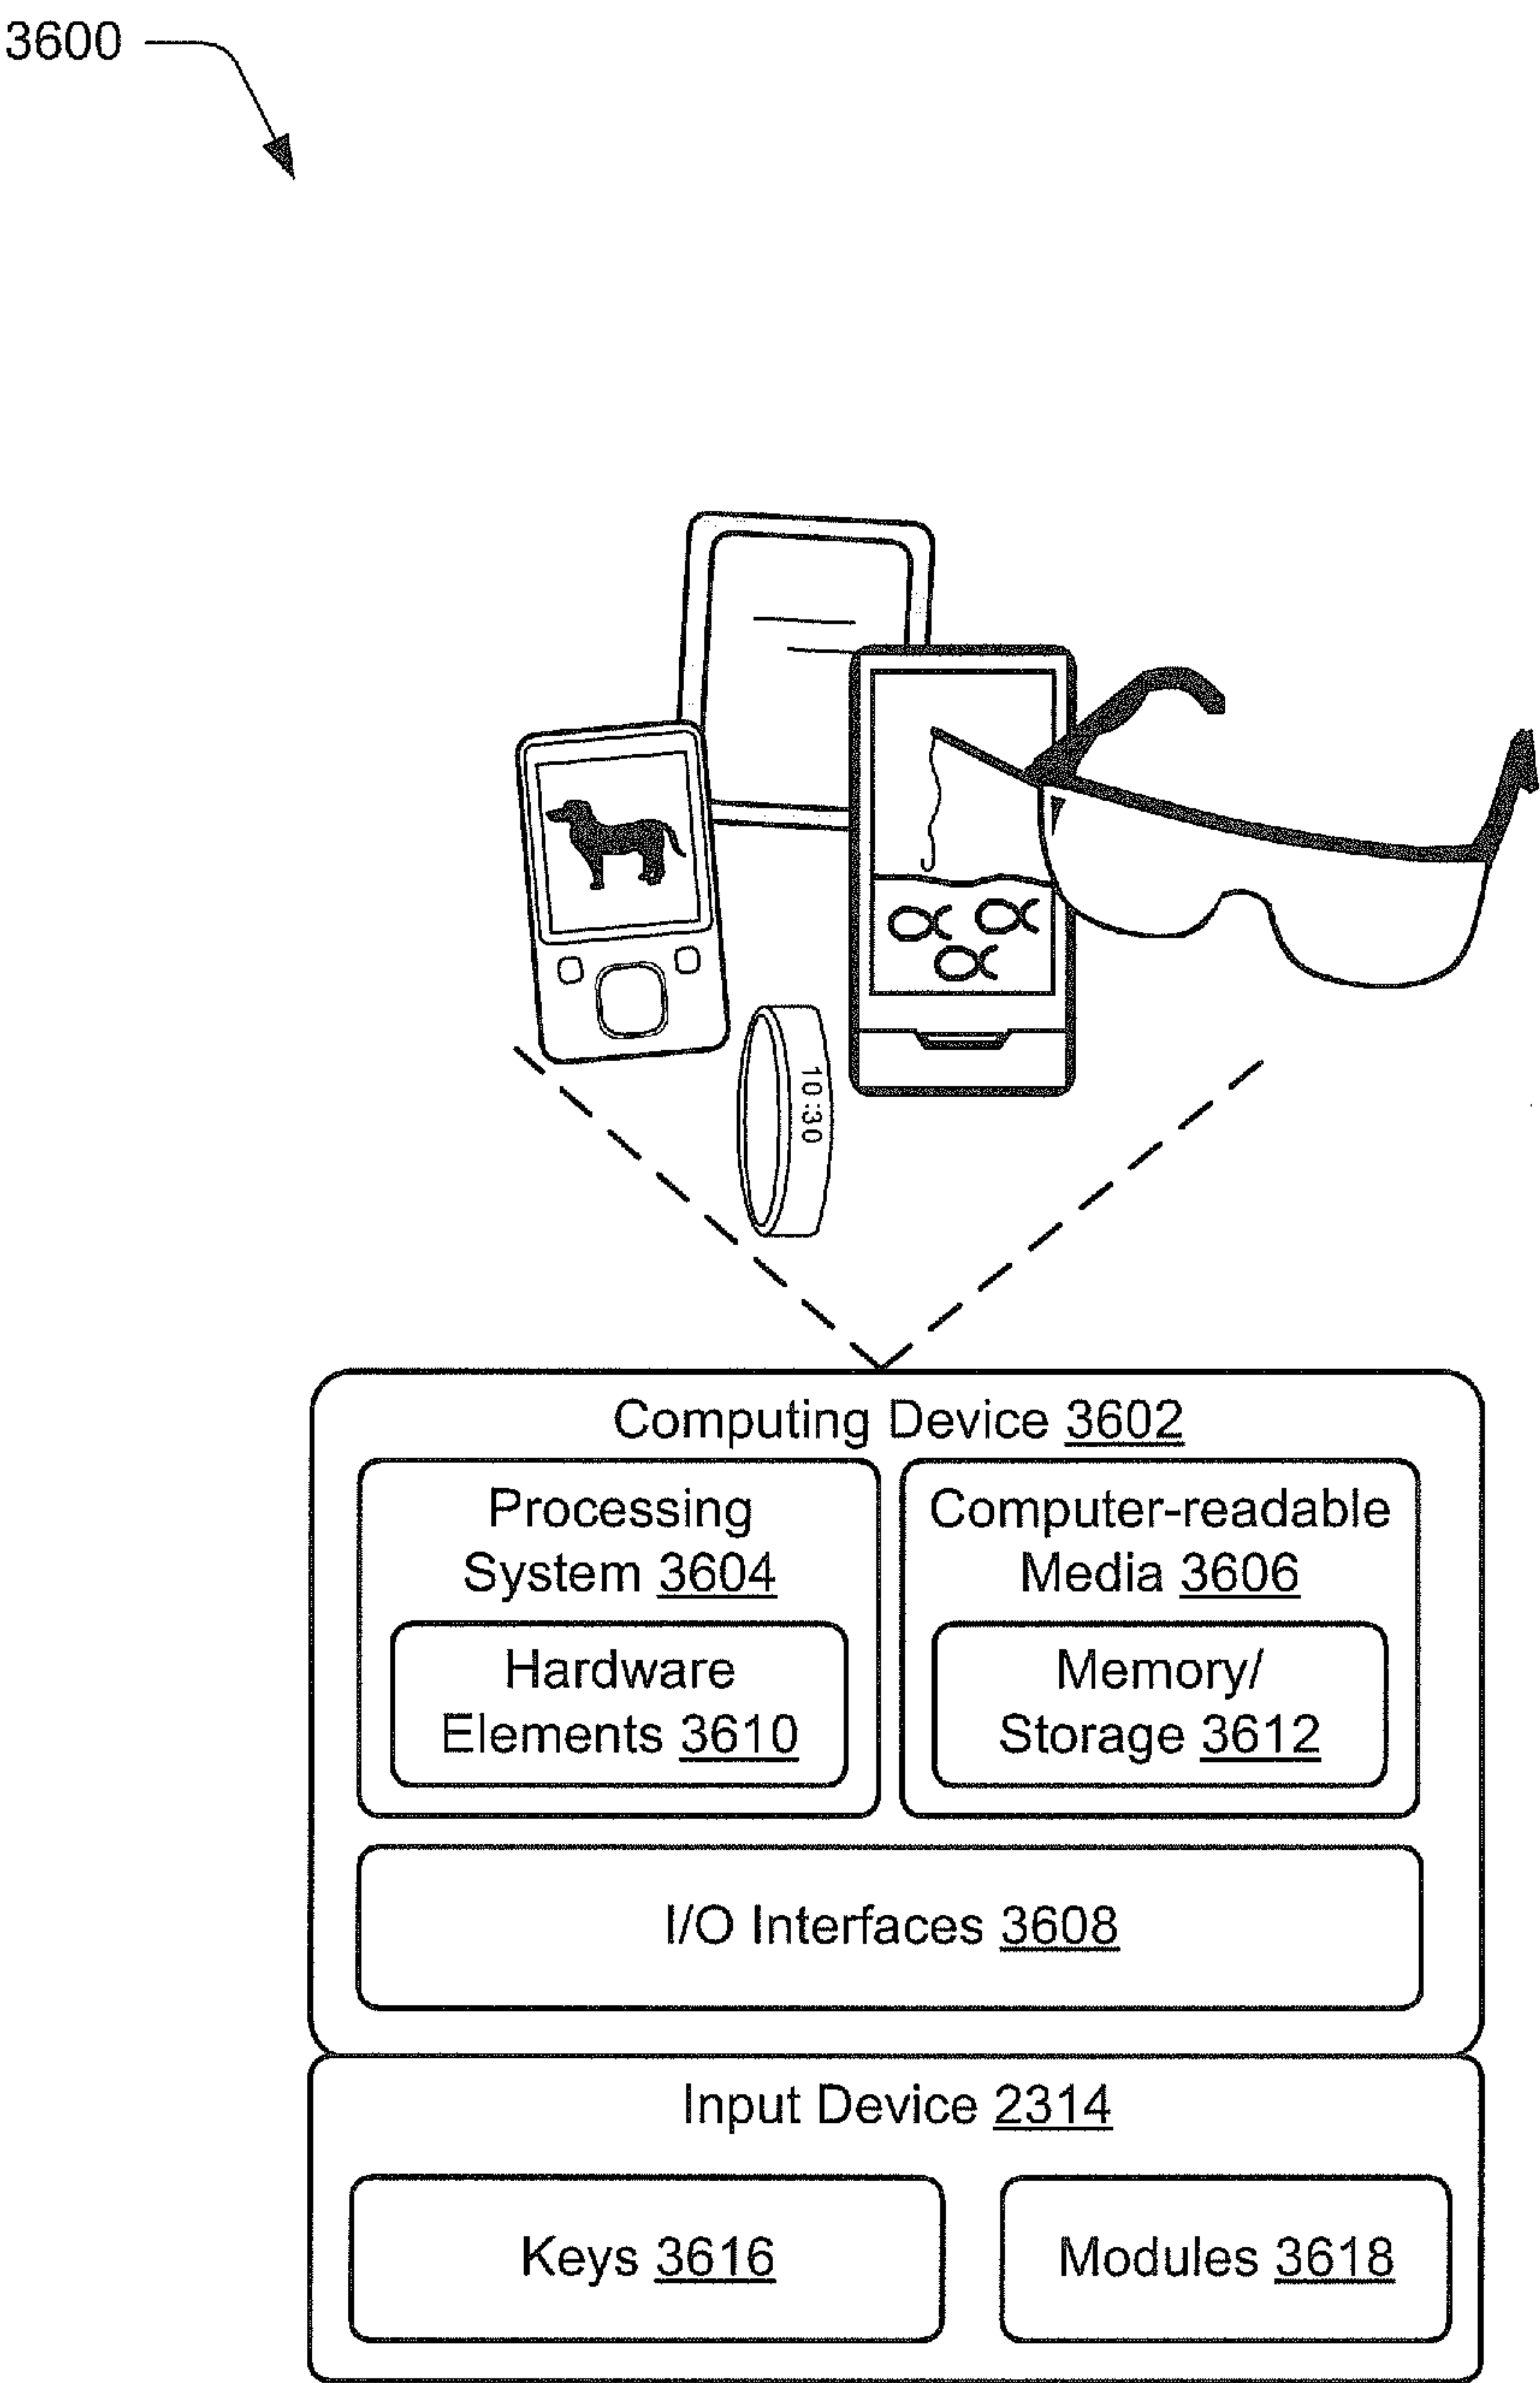 3600
10:30
Computing Device 3602
Processing
System 3604
Hardware
Elements 3610
Computer-readable
Media 3606
Memory/
Storage 3612
I/O Interfaces 3608
Input Device 2314
Keys 3616
Modules 3618